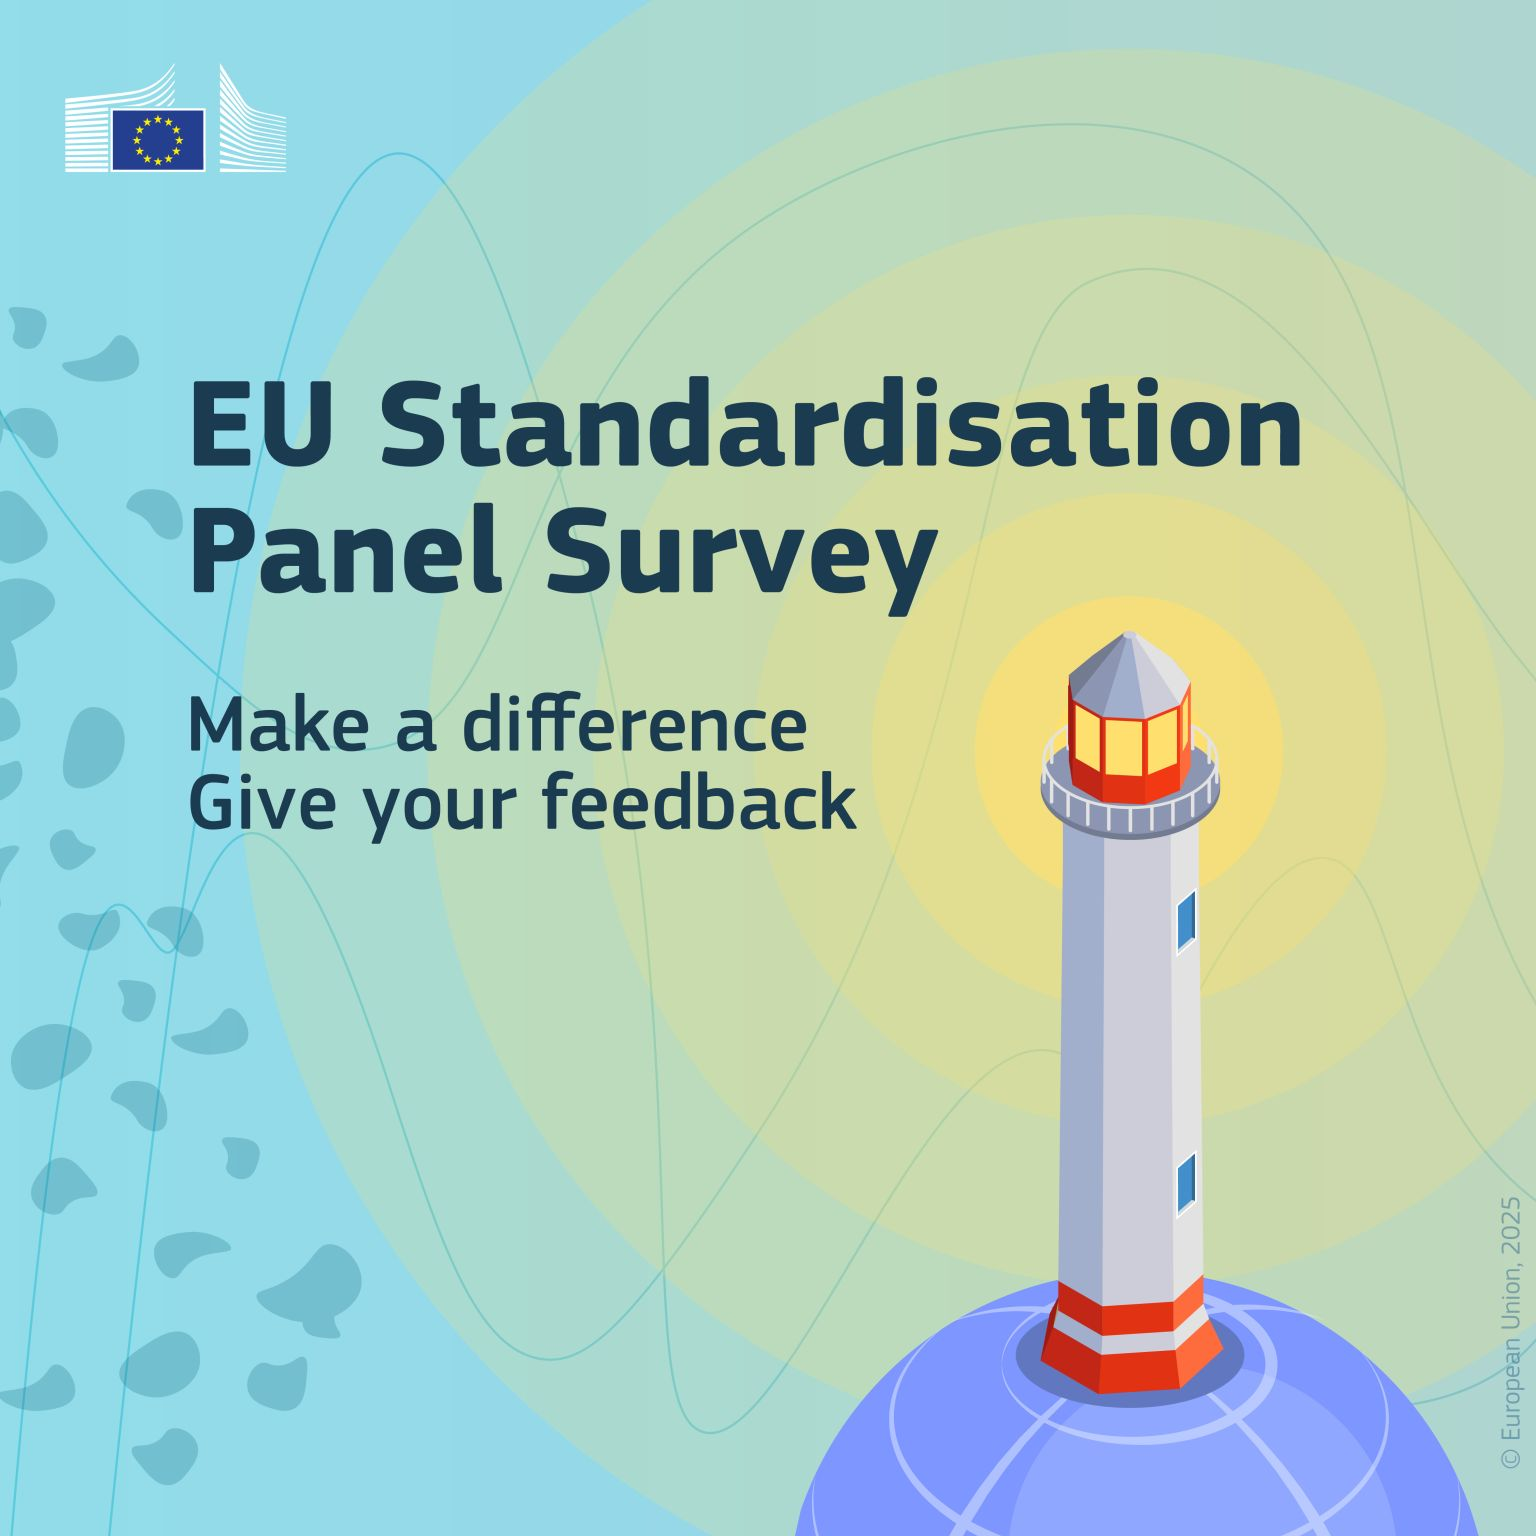 EU Standardisation
Panel Survey
Make a difference
Give your feedback
© European Union, 2025